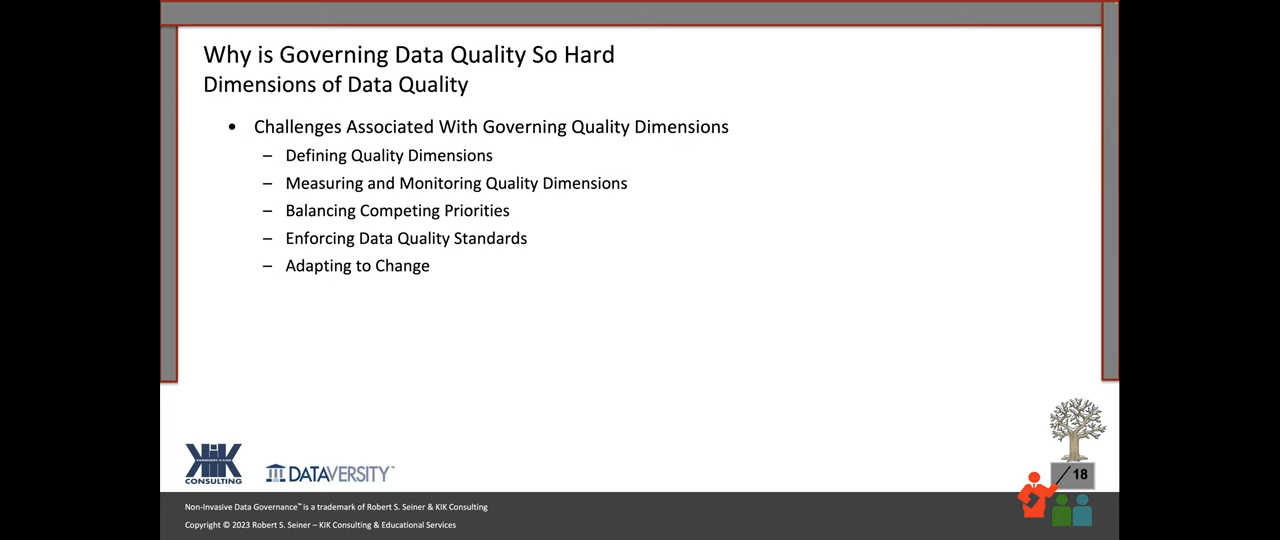 Why is Governing Data Quality So Hard
Dimensions of Data Quality
• Challenges Associated With Governing Quality Dimensions
– Defining Quality Dimensions
– Measuring and Monitoring Quality Dimensions
– Balancing Competing Priorities
– Enforcing Data Quality Standards
– Adapting to Change
KIK
CONSULTING
DATAVERSITY™
18
Non-Invasive Data Governance™ is a trademark of Robert S. Seiner & KIK Consulting
Copyright © 2023 Robert S. Seiner – KIK Consulting & Educational Services